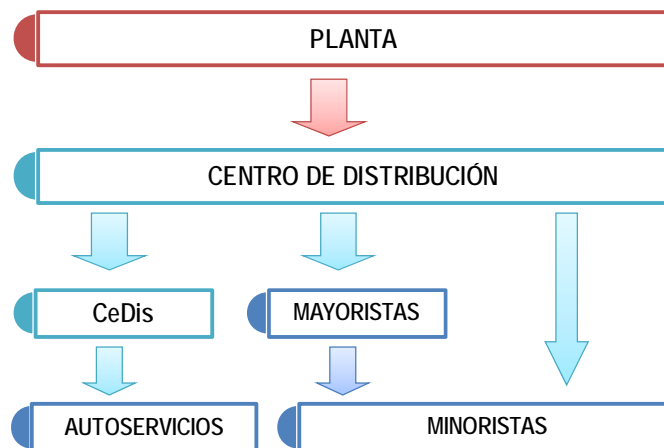 PLANTA
CENTRO DE DISTRIBUCIÓN
CeDis
MAYORISTAS
AUTOSERVICIOS
MINORISTAS